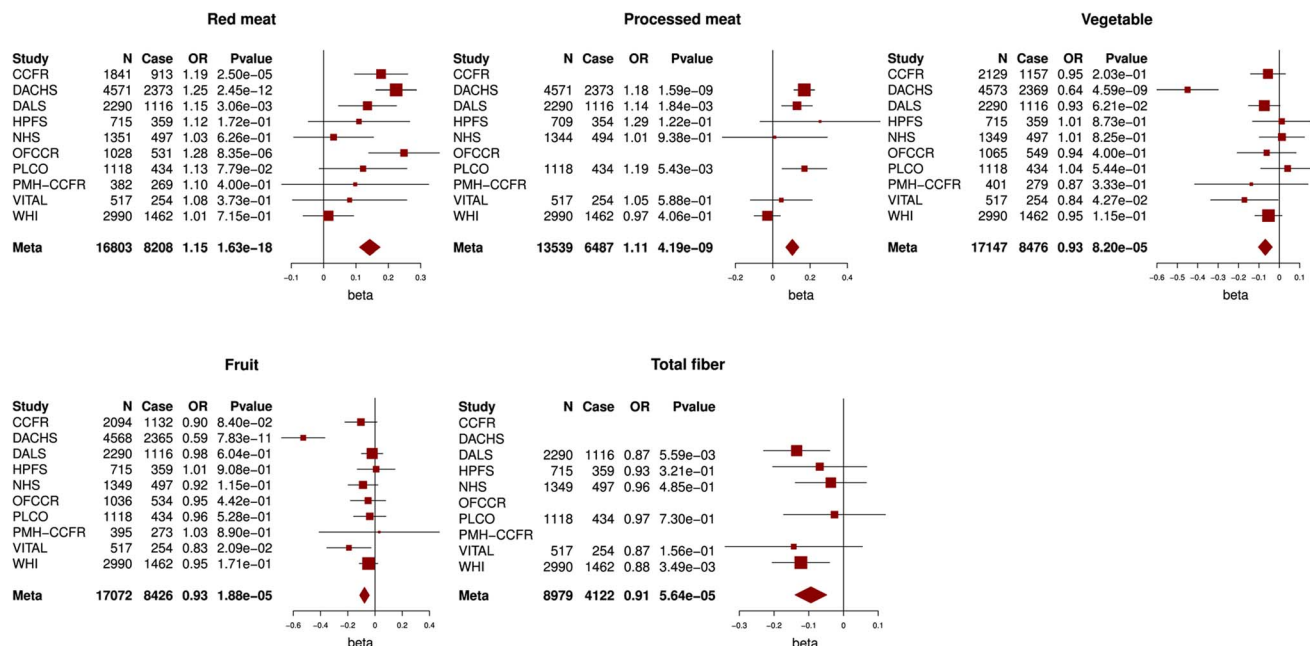 Red meat
Study N Case OR Pvalue
CCFR 1841 913 1.19 2.50e−05
DACHS 4571 2373 1.25 2.45e−12
DALS 2290 1116 1.15 3.06e−03
HPFS 715 359 1.12 1.72e−01
NHS 1351 497 1.03 6.26e−01
OFCCR 1028 531 1.28 8.35e−06
PLCO 1118 434 1.13 7.79e−02
PMH−CCFR 382 269 1.10 4.00e−01
VITAL 517 254 1.08 3.73e−01
WHI 2990 1462 1.01 7.15e−01
Meta 16803 8208 1.15 1.63e−18
−0.1 0 0.1 0.2 0.3
beta
Processed meat
Study N Case OR Pvalue
CCFR
DACHS 4571 2373 1.18 1.59e−09
DALS 2290 1116 1.14 1.84e−03
HPFS 709 354 1.29 1.22e−01
NHS 1344 494 1.01 9.38e−01
OFCCR
PLCO 1118 434 1.19 5.43e−03
PMH−CCFR
VITAL 517 254 1.05 5.88e−01
WHI 2990 1462 0.97 4.06e−01
Meta 13539 6487 1.11 4.19e−09
−0.2 0 0.2 0.4
beta
Vegetable
Study N Case OR Pvalue
CCFR 2129 1157 0.95 2.03e−01
DACHS 4573 2369 0.64 4.59e−09
DALS 2290 1116 0.93 6.21e−02
HPFS 715 359 1.01 8.73e−01
NHS 1349 497 1.01 8.25e−01
OFCCR 1065 549 0.94 4.00e−01
PLCO 1118 434 1.04 5.44e−01
PMH−CCFR 401 279 0.87 3.33e−01
VITAL 517 254 0.84 4.27e−02
WHI 2990 1462 0.95 1.15e−01
Meta 17147 8476 0.93 8.20e−05
−0.6 −0.5 −0.4 −0.3 −0.2 −0.1 0 0.1
beta
Fruit
Study N Case OR Pvalue
CCFR 2094 1132 0.90 8.40e−02
DACHS 4568 2365 0.59 7.83e−11
DALS 2290 1116 0.98 6.04e−01
HPFS 715 359 1.01 9.08e−01
NHS 1349 497 0.92 1.15e−01
OFCCR 1036 534 0.95 4.42e−01
PLCO 1118 434 0.96 5.28e−01
PMH−CCFR 395 273 1.03 8.90e−01
VITAL 517 254 0.83 2.09e−02
WHI 2990 1462 0.95 1.71e−01
Meta 17072 8426 0.93 1.88e−05
−0.6 −0.4 −0.2 0 0.2 0.4
beta
Total fiber
Study N Case OR Pvalue
CCFR
DACHS
DALS 2290 1116 0.87 5.59e−03
HPFS 715 359 0.93 3.21e−01
NHS 1349 497 0.96 4.85e−01
OFCCR
PLCO 1118 434 0.97 7.30e−01
PMH−CCFR
VITAL 517 254 0.87 1.56e−01
WHI 2990 1462 0.88 3.49e−03
Meta 8979 4122 0.91 5.64e−05
−0.3 −0.2 −0.1 0 0.1
beta